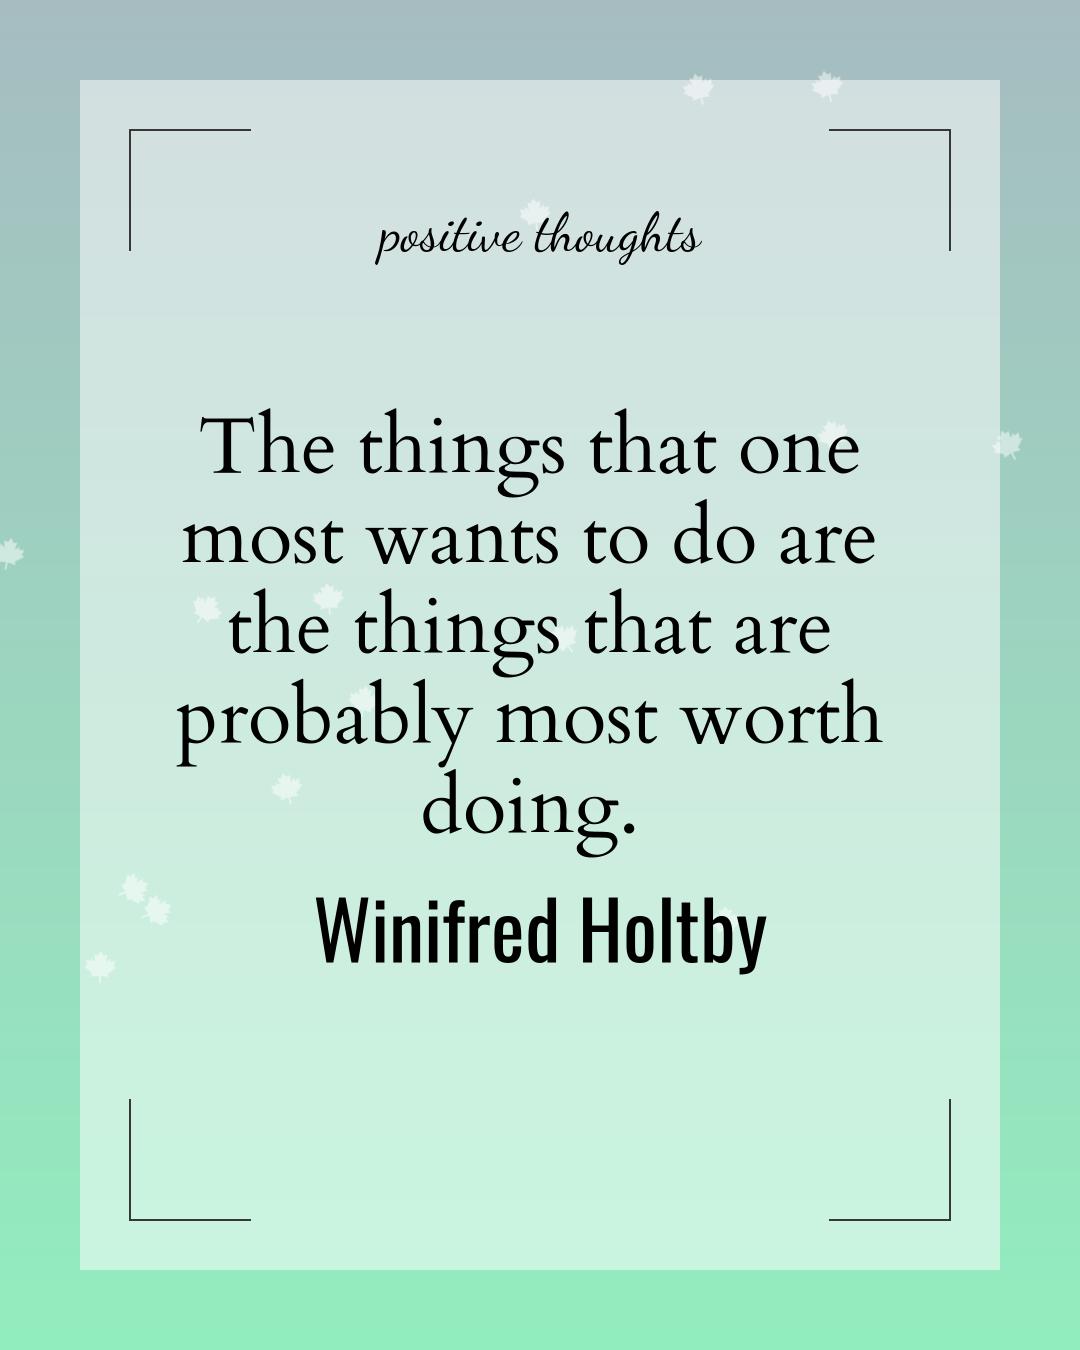 positive thoughts
The things that one
most wants to do are
the things that are
probably most worth
doing.
Winifred Holtby